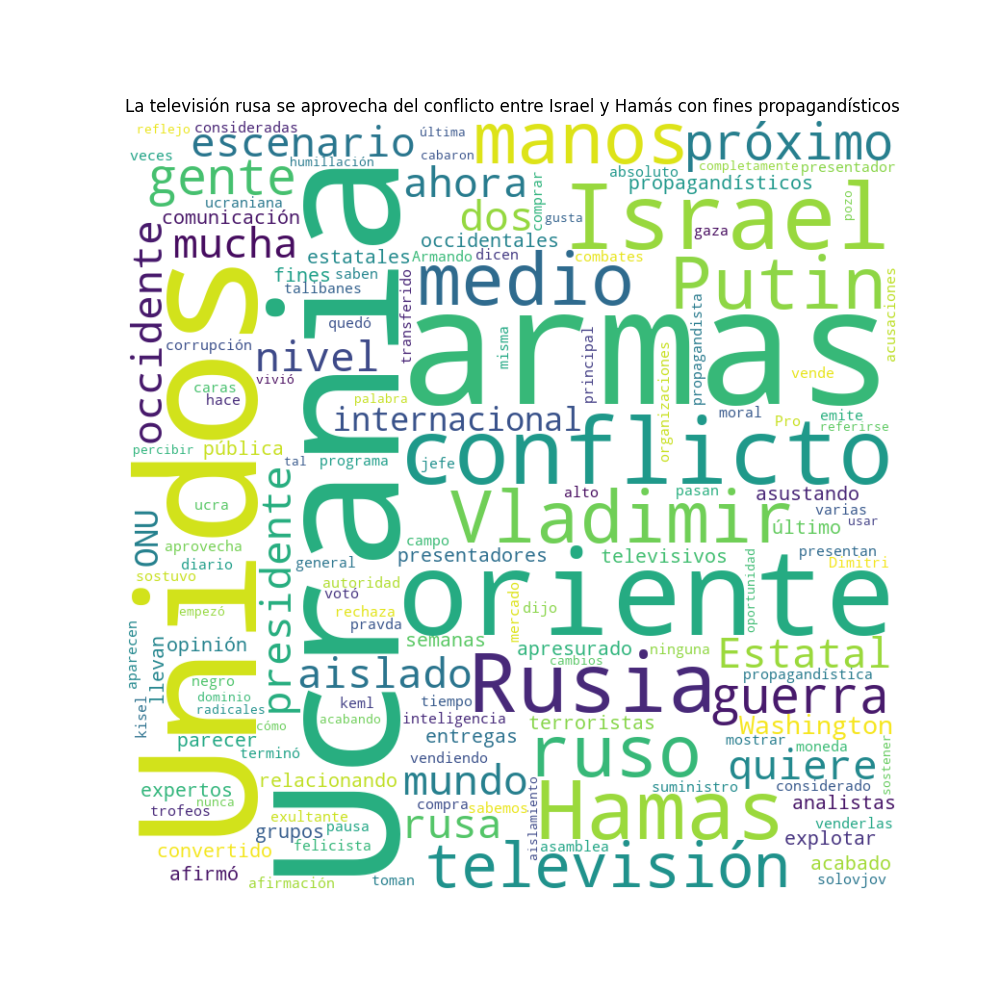 La televisión rusa se aprovecha del conflicto entre Israel y Hamás con fines propagandísticos
reflejo
consideradas
última
manos
próximo
escenario
veces
humillación
cabaron
completamente
presentador
gente
ahora
absoluto
propagandísticos
ucraniana
comunicación
dos
comprar
gusta
Israel
pozo
gaza
mucha
occidentales
estatales
Armando
dicen
combates
occidente
fines
saben
talibanes
transferido
medio
Putin
acusaciones
unidos
ucrania
quedó
armas
corrupción
nivel
misma
principal
propagandista
organizaciones
vivió
vende
caras
hace
palabra
internacional
moral
Pro
emite
referirse
percibir
pública
tal
programa
jefe
conflicto
presidente
alto
pasan
asustando
ucra
Vladimir
último
varias
usar
ONU
aprovecha
diario
general
campo
presentadores
televisivos
presentan
Dimitri
sostuvo
autoridad
votó
oriente
oportunidad
empezó
rechaza
pravda
mercado
dijo
aparecen
llevan
opinión
semanas
apresurado
ninguna
Estatal
cambios
aislado
Rusia
propagandística
negro
dominio
radicales
keml
tiempo
guerra
kisel
cómo
acabando
inteligencia
terroristas
Washington
parecer
terminó
entregas
ruso
mostrar
moneda
sostener
vendiendo
quiere
expertos
relacionando
mundo
suministro
considerado
trofeos
nunca
compra
sabemos
aislamiento
Hamas
analistas
exultante
grupos
pausa
rusa
venderlas
explotar
felicista
asamblea
convertido
televisión
acabado
afirmó
afirmación
toman
solovjov